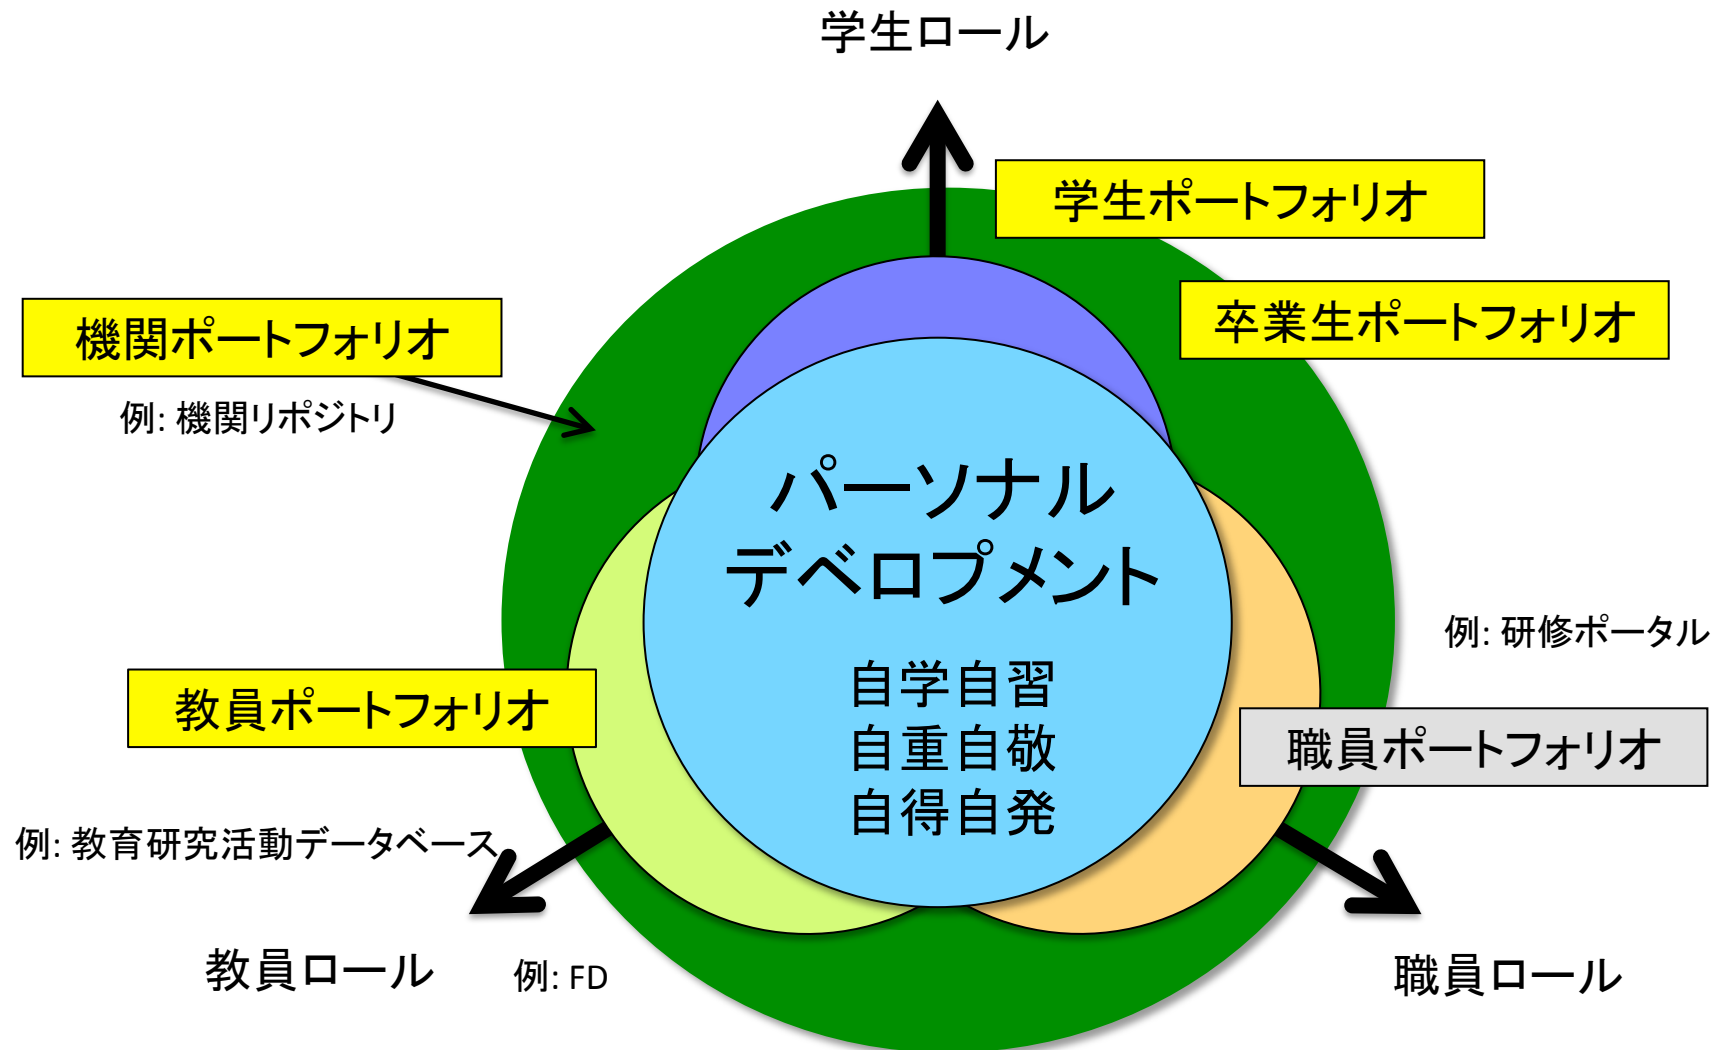 学生ロール
学生ポートフォリオ
卒業生ポートフォリオ
機関ポートフォリオ
例: 機関リポジトリ
パーソナル
デベロプメント
自学自習
自重自敬
自得自発
例: 研修ポータル
教員ポートフォリオ
職員ポートフォリオ
例: 教育研究活動データベース
教員ロール
例: FD
職員ロール